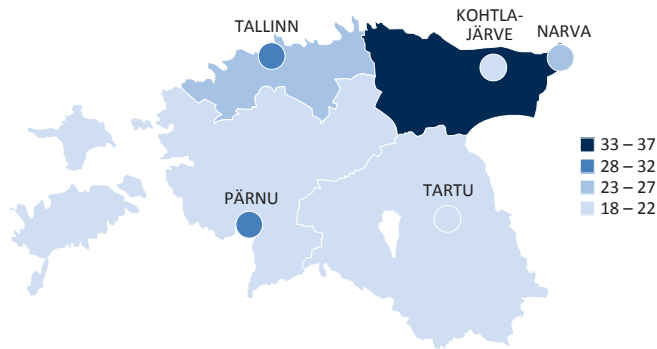 TALLINN
KOHTLA-
JÄRVE
NARVA
33 – 37
28 – 32
23 – 27
18 – 22
PÄRNU
TARTU